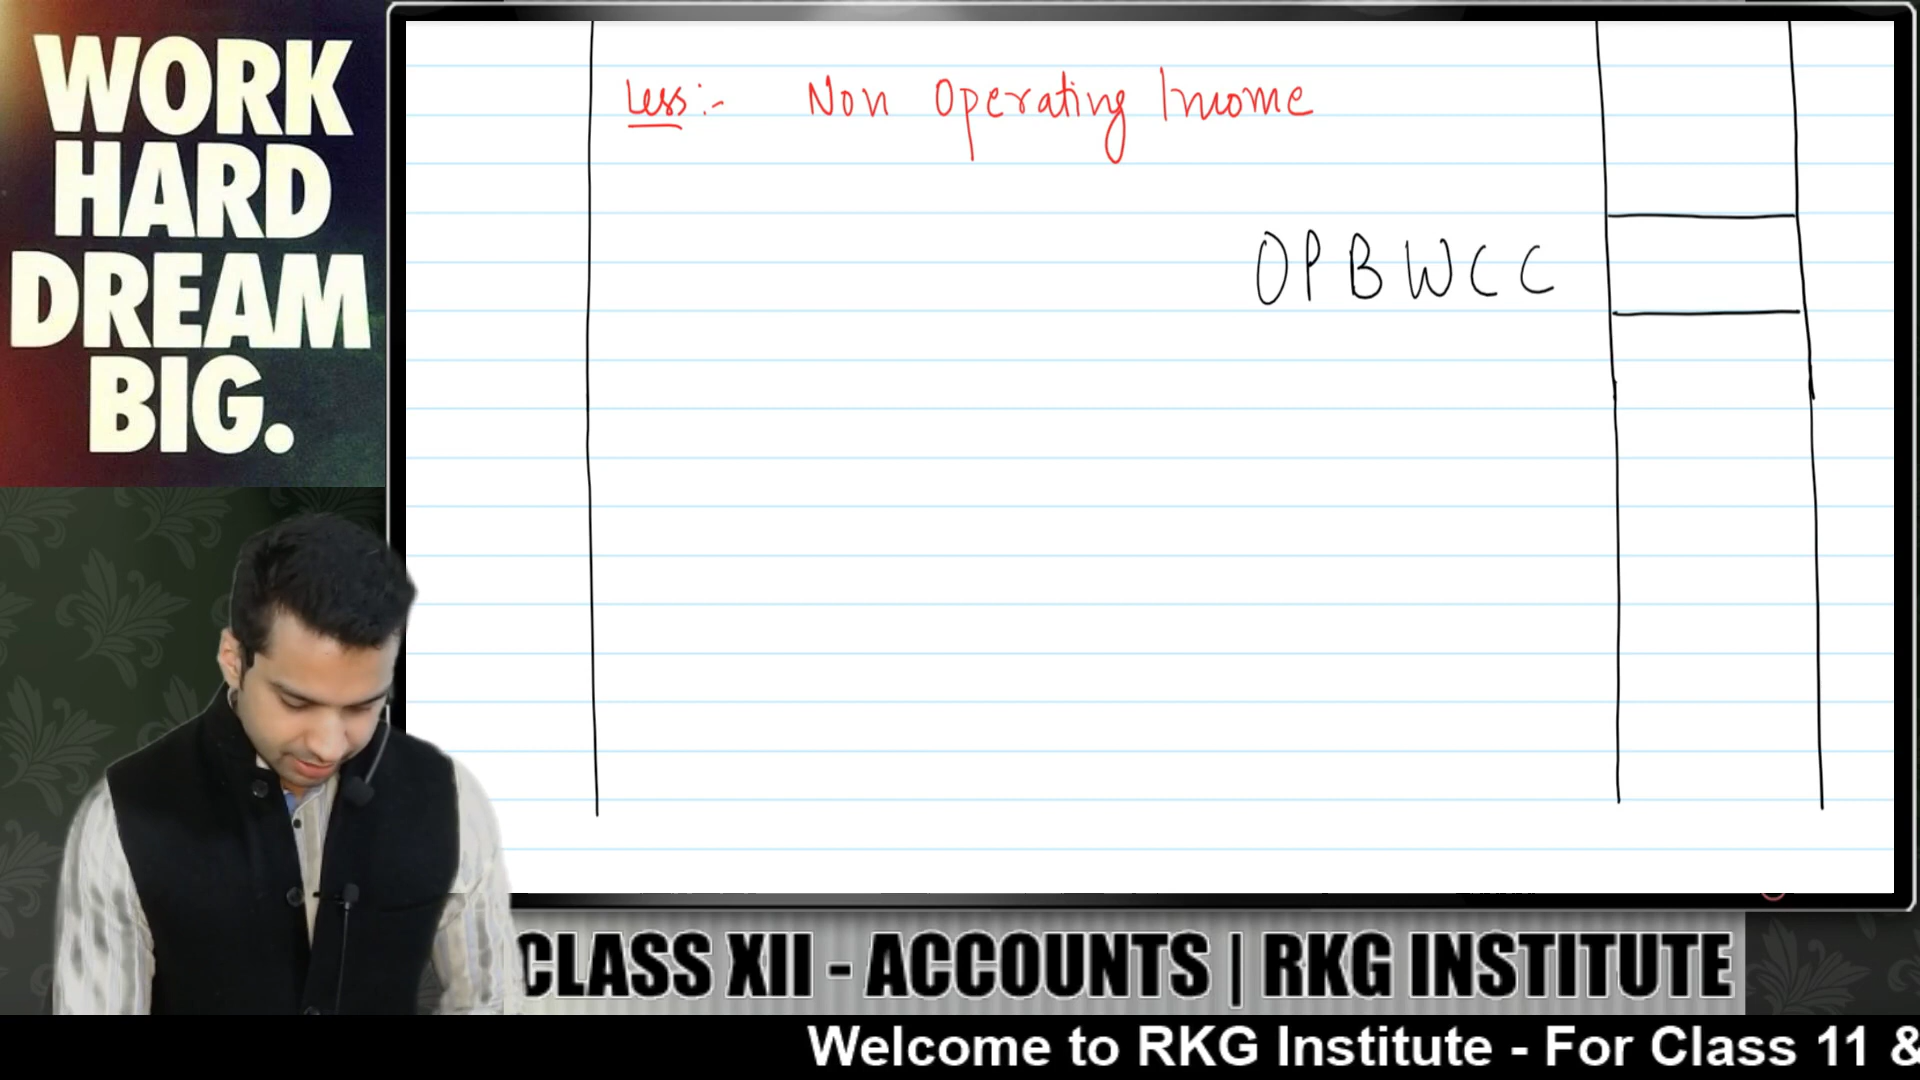 WORK
HARD
DREAM
BIG.
Less:- Non Operating Income
OPBWCC
CLASS XII - ACCOUNTS | RKG INSTITUTE
Welcome to RKG Institute - For Class 11 &